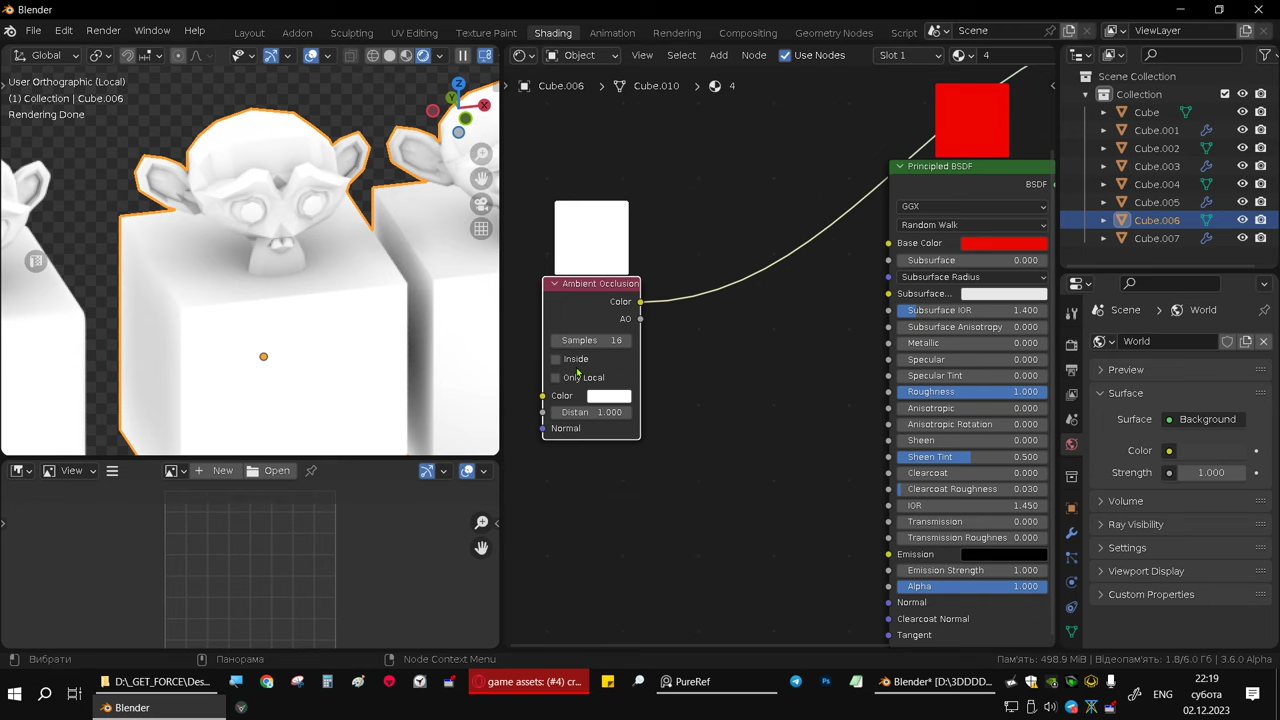 Blender
File Edit Render Window Help Layout Addon Sculpting UV Editing Texture Paint Shading Animation Rendering Compositing Geometry Nodes Script Scene ViewLayer
Global Object View Select Add Node Use Nodes Slot 1 4
User Orthographic (Local)
(1) Collection | Cube.006
Rendering Done
Z
Y
X
Cube.006 > Cube.010 > 4
Scene Collection
Collection
Cube
Cube.001
Cube.002
Cube.003
Cube.004
Cube.005
Cube.006
Cube.007
Ambient Occlusion
Color
AO
Samples 16
Inside
Only Local
Color
Distan 1.000
Normal
Principled BSDF
BSDF
GGX
Random Walk
Base Color
Subsurface 0.000
Subsurface Radius
Subsurface...
Subsurface IOR 1.400
Subsurface Anisotropy 0.000
Metallic 0.000
Specular 0.000
Specular Tint 0.000
Roughness 1.000
Anisotropic 0.000
Anisotropic Rotation 0.000
Sheen 0.000
Sheen Tint 0.500
Clearcoat 0.000
Clearcoat Roughness 0.030
IOR 1.450
Transmission 0.000
Transmission Roughnes 0.000
Emission
Emission Strength 1.000
Alpha 1.000
Normal
Clearcoat Normal
Tangent
Scene > World
World
Preview
Surface
Surface Background
Color
Strength 1.000
Volume
Ray Visibility
Settings
Viewport Display
Custom Properties
View New Open
Вибрати Панорама Node Context Menu Пам'ять: 498.9 MiB | Відеопам'ять: 1.8/6.0 Гб | 3.6.0 Alpha
D:\_GET_FORCE\Des... game assets: (#4) cr... PureRef Blender* [D:\3DDDD...
Blender
ENG
22:19
субота
02.12.2023